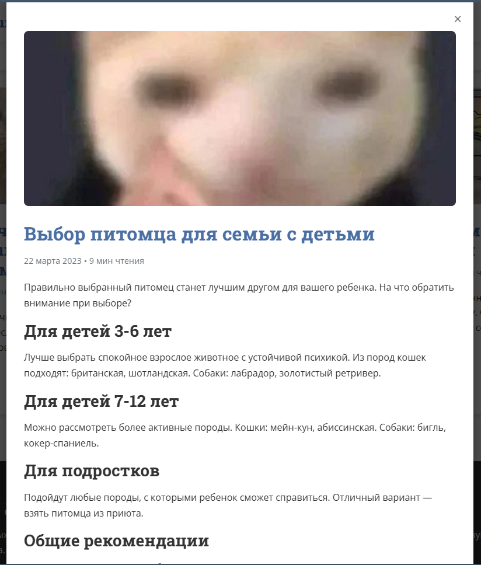 ×
Выбор питомца для семьи с детьми
22 марта 2023 • 9 мин чтения
Правильно выбранный питомец станет лучшим другом для вашего ребенка. На что обратить
внимание при выборе?
Для детей 3-6 лет
Лучше выбрать спокойное взрослое животное с устойчивой психикой. Из пород кошек
подходят: британская, шотландская. Собаки: лабрадор, золотистый ретривер.
Для детей 7-12 лет
Можно рассмотреть более активные породы. Кошки: мейн-кун, абиссинская. Собаки: бигль,
кокер-спаниель.
Для подростков
Подойдут любые породы, с которыми ребенок сможет справиться. Отличный вариант —
взять питомца из приюта.
Общие рекомендации